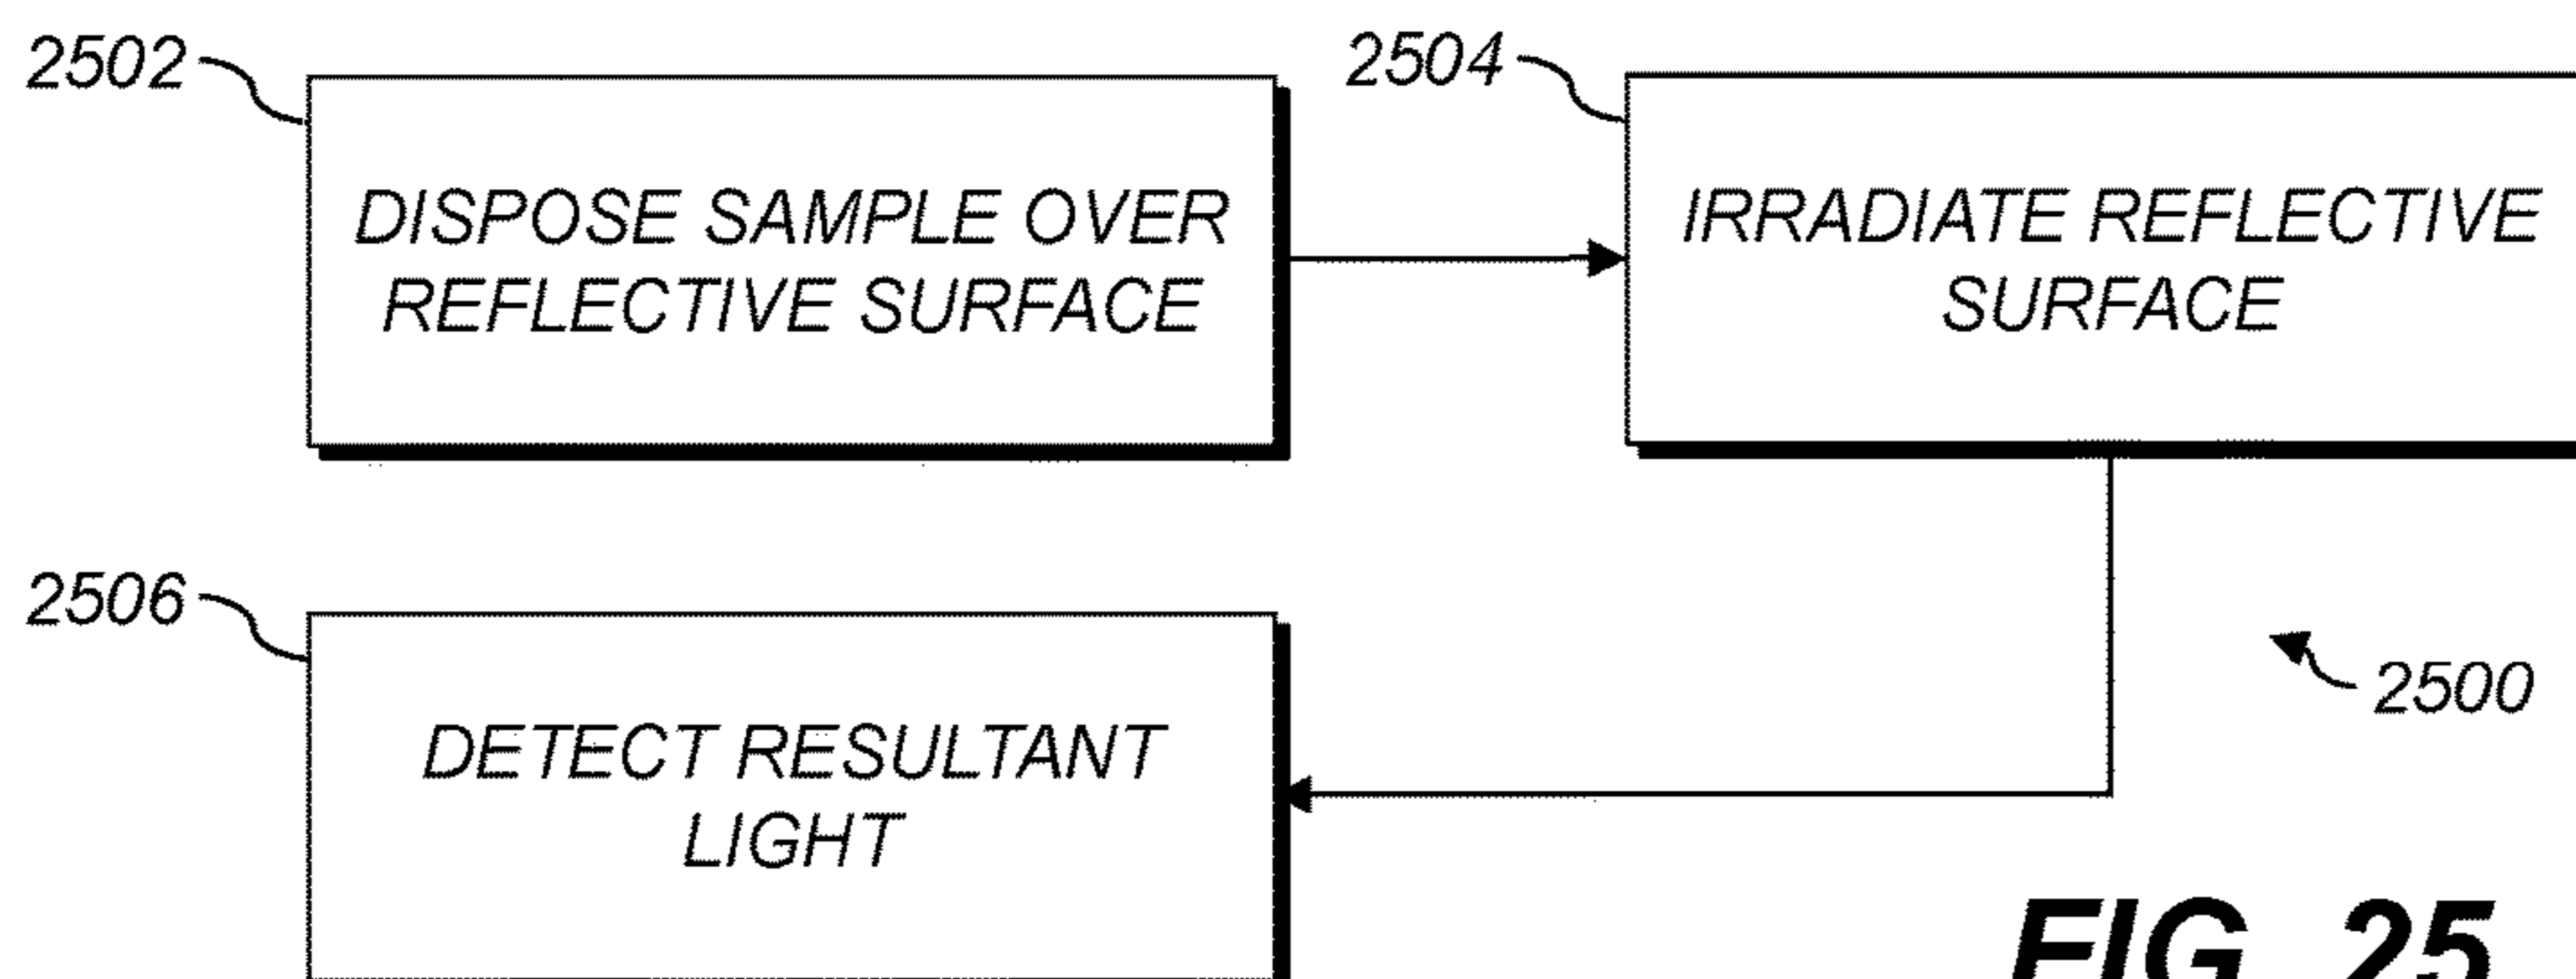 2502
DISPOSE SAMPLE OVER
REFLECTIVE SURFACE
2504
IRRADIATE REFLECTIVE
SURFACE
2506
DETECT RESULTANT
LIGHT
2500
FIG. 25